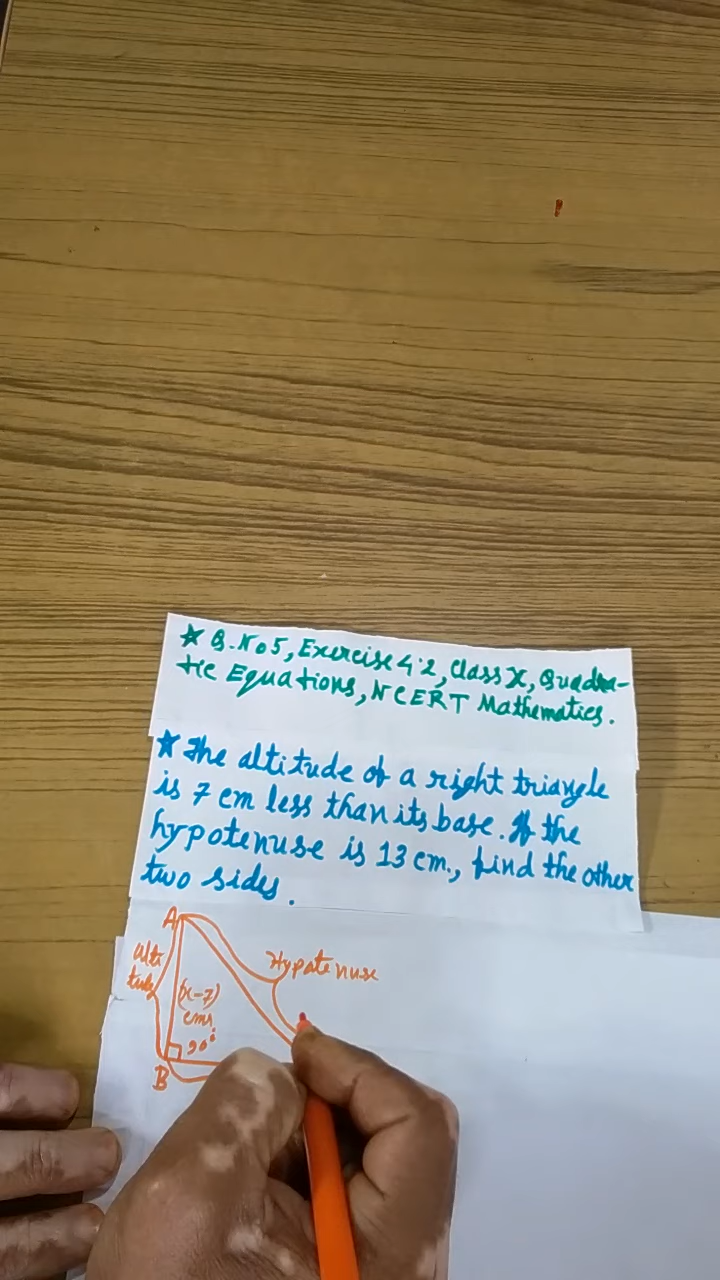 ★ Q.No 5, Exercise 4.2, Class X, Quadra-
tic Equations, NCERT Mathematics.
★ The altitude of a right triangle
is 7 cm less than its base. If the
hypotenuse is 13 cm., find the other
two sides.
A
Alti
tude
Hypotenuse
(x-7)
cms
90°
B